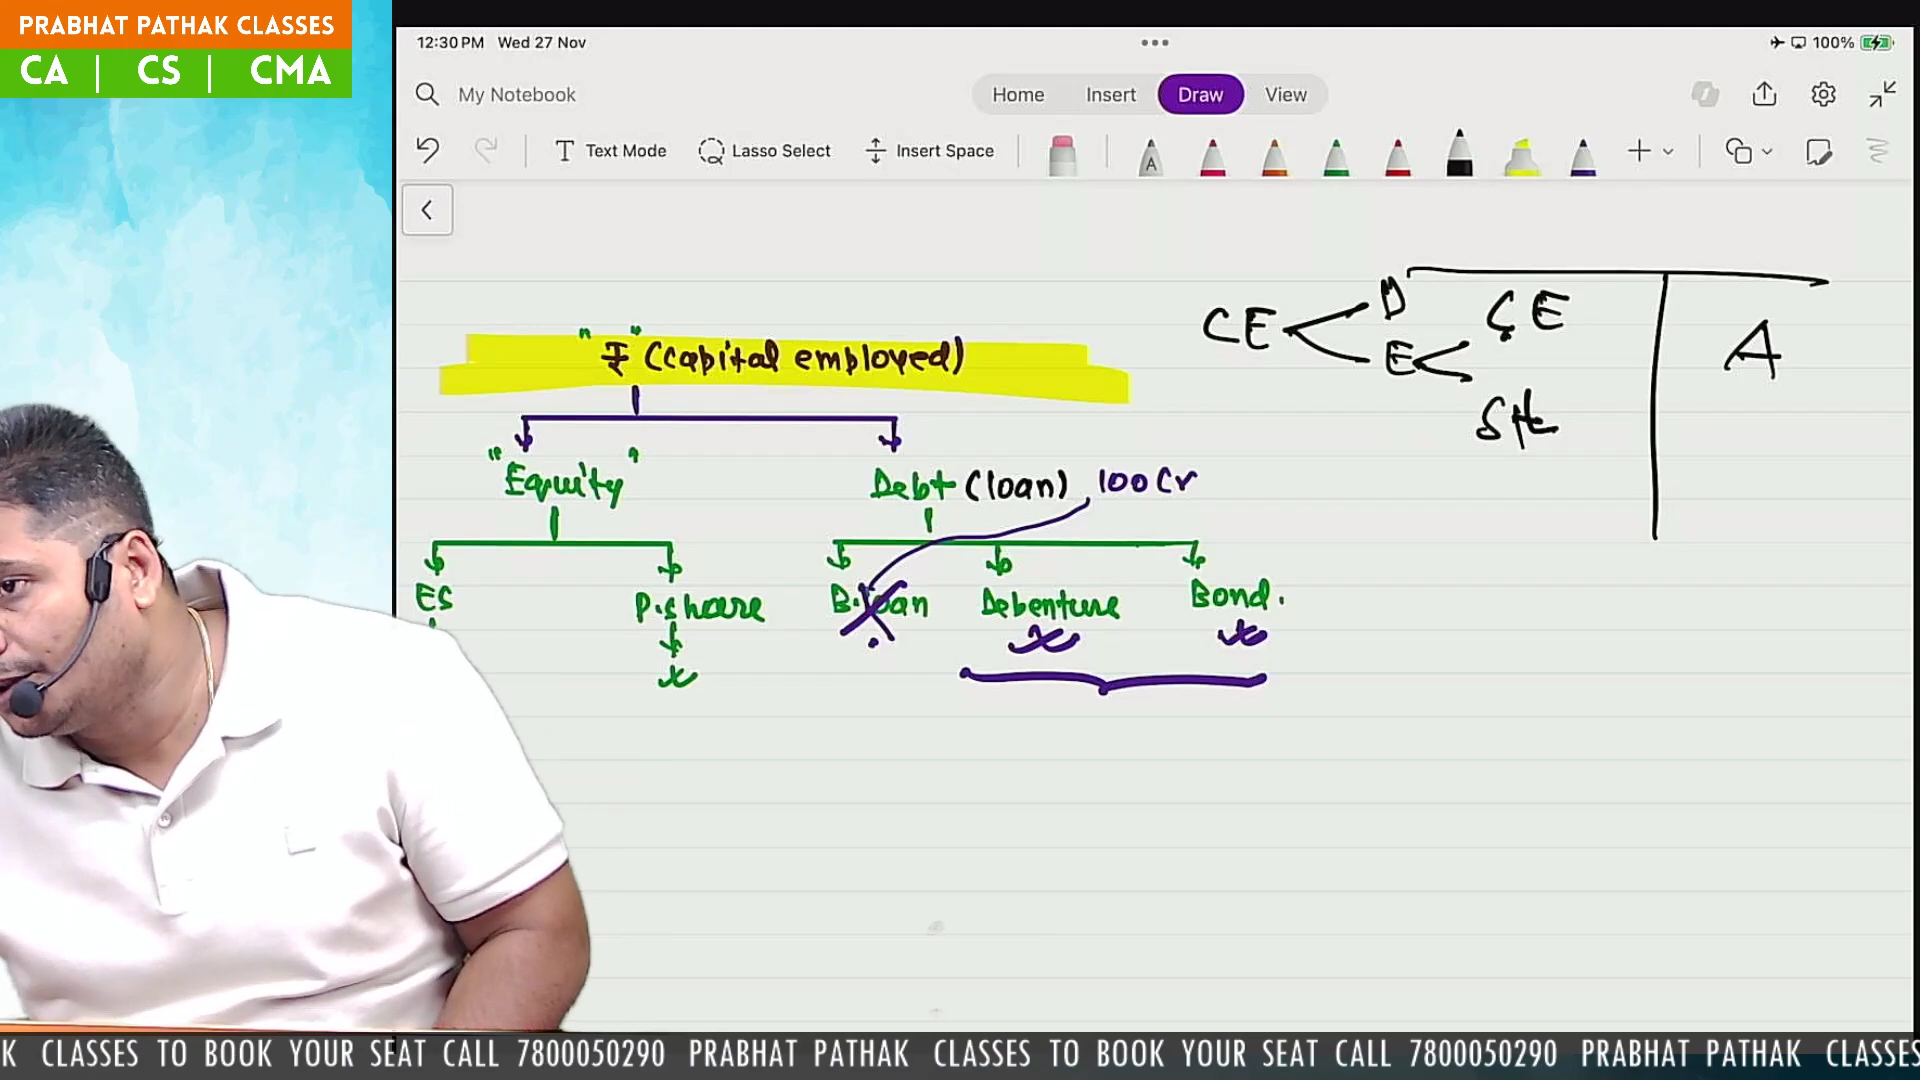 PRABHAT PATHAK CLASSES
CA | CS | CMA
12:30 PM Wed 27 Nov
100%
My Notebook
Home Insert Draw View
Text Mode Lasso Select Insert Space
A
CE D E CE A
" ₹ " (capital employed)
"Equity"
Debt (loan) 100 Cr
ES P.share B.loan Debenture Bond.
K CLASSES TO BOOK YOUR SEAT CALL 7800050290 PRABHAT PATHAK CLASSES TO BOOK YOUR SEAT CALL 7800050290 PRABHAT PATHAK CLASSES